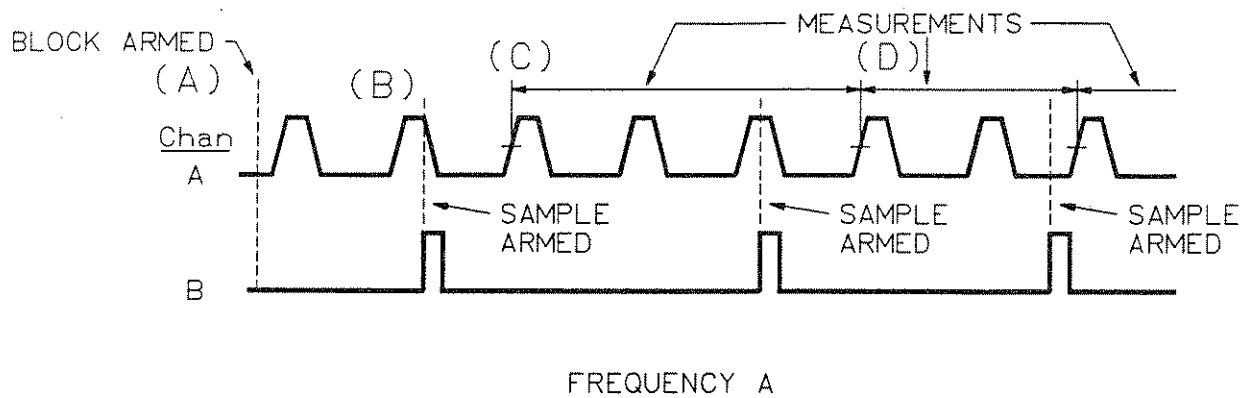 MEASUREMENTS
BLOCK ARMED
(A)
(B)
(C)
(D)
Chan
A
SAMPLE
ARMED
SAMPLE
ARMED
SAMPLE
ARMED
B
FREQUENCY A